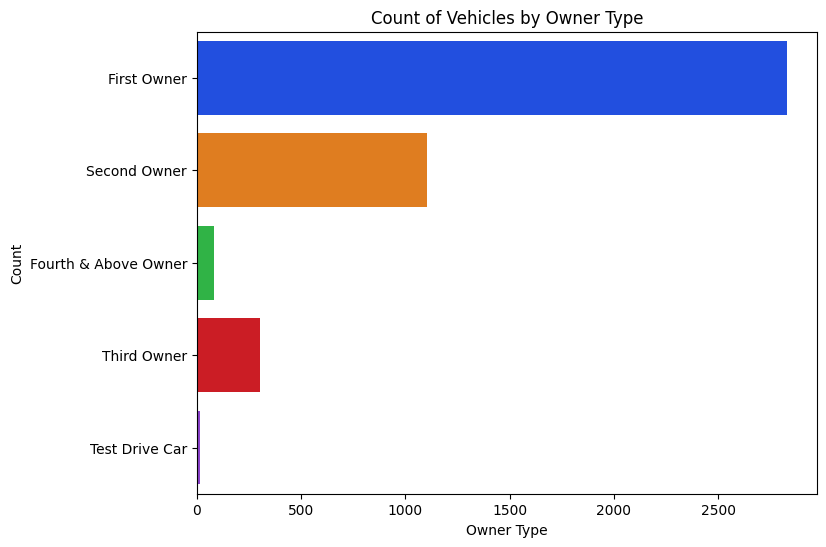 Count of Vehicles by Owner Type
First Owner
Second Owner
Fourth & Above Owner
Third Owner
Test Drive Car
Count
0 500 1000 1500 2000 2500
Owner Type